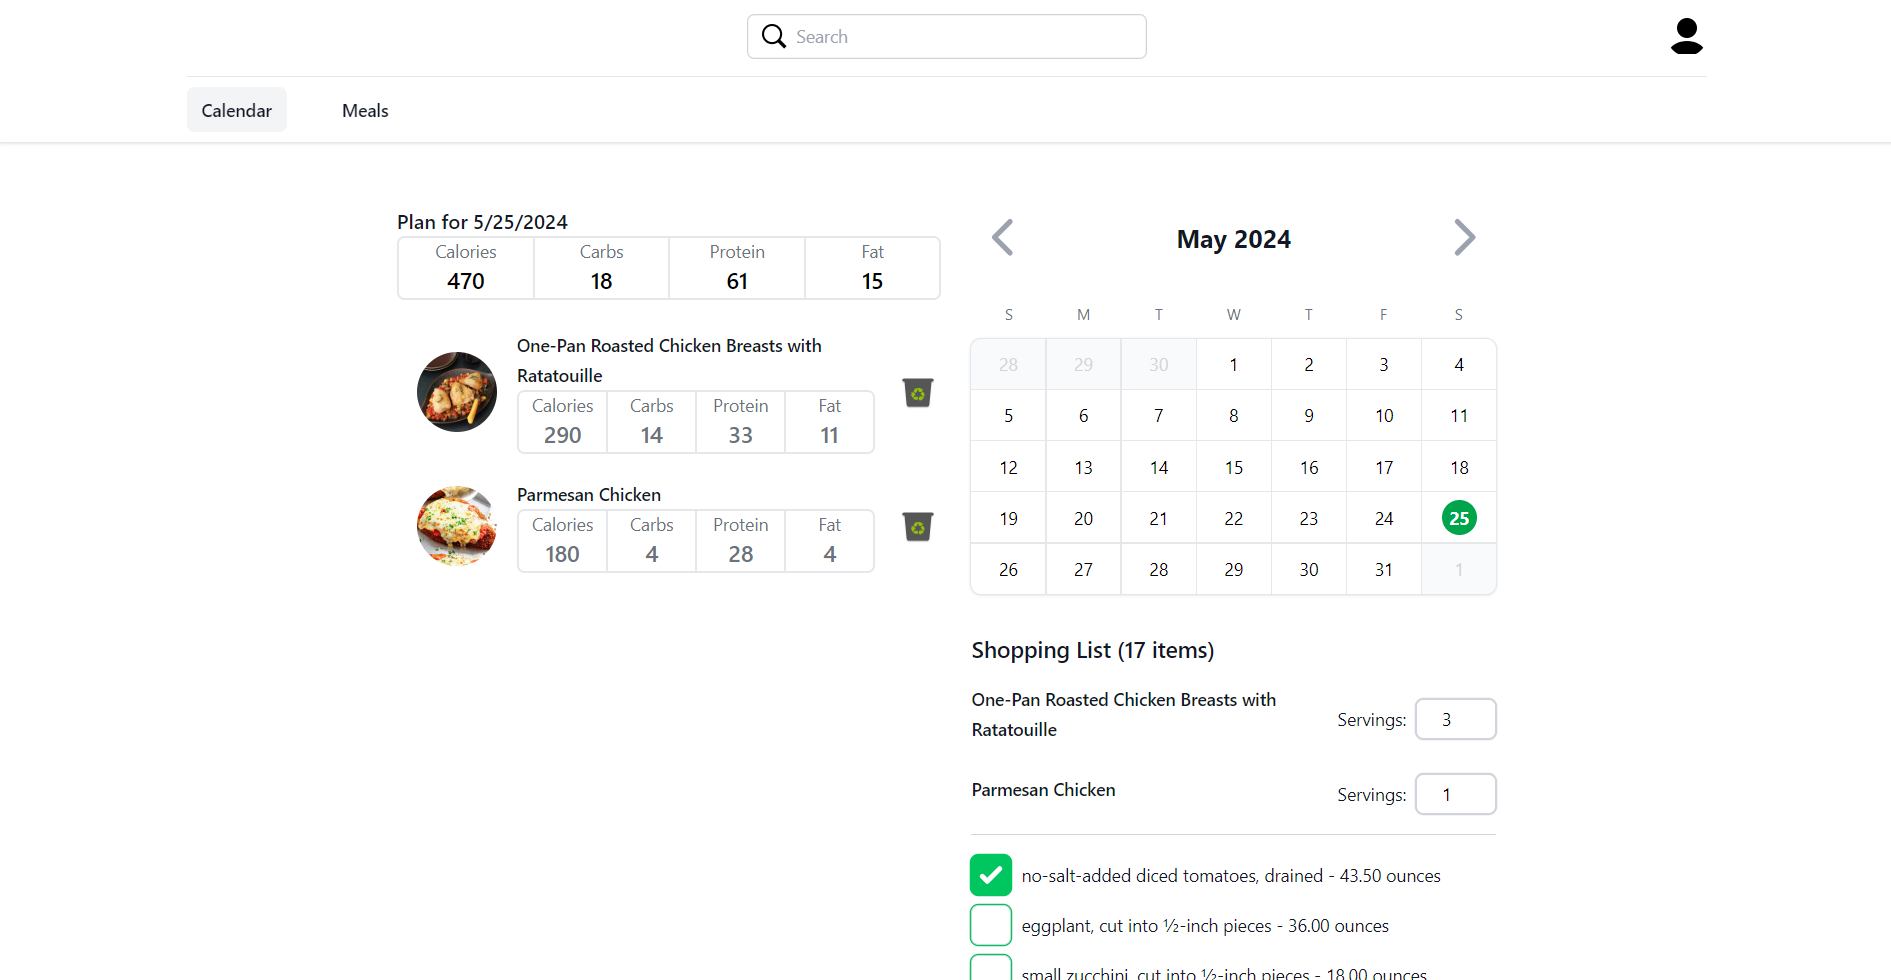 Search
Calendar
Meals
Plan for 5/25/2024
Calories Carbs Protein Fat
470 18 61 15
One-Pan Roasted Chicken Breasts with
Ratatouille
Calories Carbs Protein Fat
290 14 33 11
Parmesan Chicken
Calories Carbs Protein Fat
180 4 28 4
May 2024
S M T W T F S
28 29 30 1 2 3 4
5 6 7 8 9 10 11
12 13 14 15 16 17 18
19 20 21 22 23 24 25
26 27 28 29 30 31 1
Shopping List (17 items)
One-Pan Roasted Chicken Breasts with
Ratatouille
Servings: 3
Parmesan Chicken
Servings: 1
no-salt-added diced tomatoes, drained - 43.50 ounces
eggplant, cut into ½-inch pieces - 36.00 ounces
small zucchini, cut into ½-inch pieces - 18.00 ounces